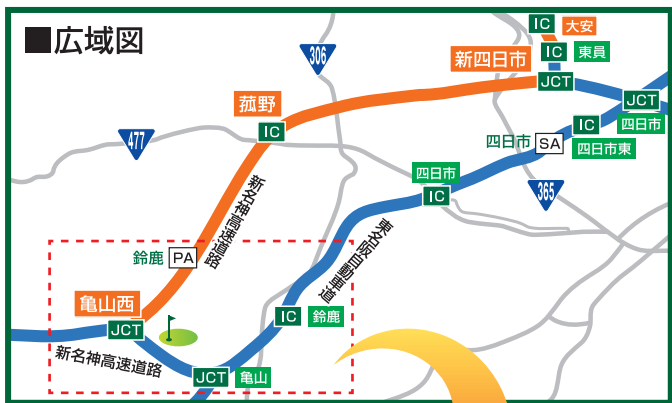 ■広域図
IC 大安
IC 東員
306
新四日市
JCT
JCT
四日市
菰野
IC
477
四日市 SA
IC
四日市東
四日市
IC
365
新名神高速道路
東名阪自動車道
鈴鹿 PA
亀山西
JCT
IC 鈴鹿
新名神高速道路
JCT 亀山